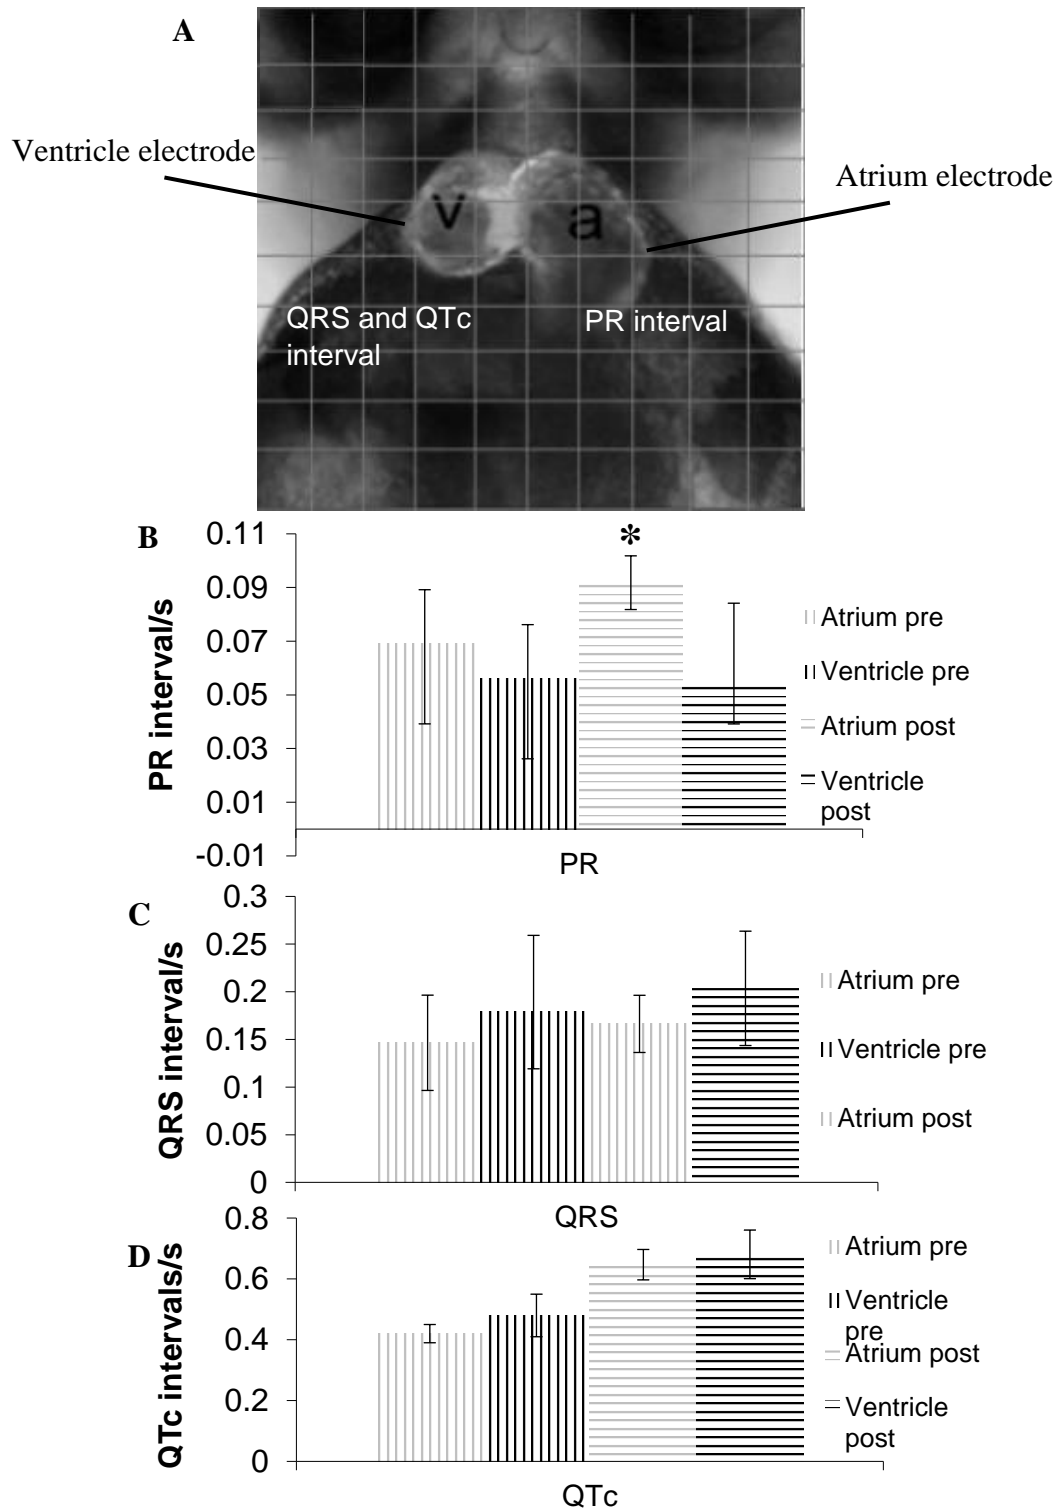 A
Ventricle electrode
Atrium electrode
v
a
QRS and QTc
interval
PR interval
B
PR interval/s
0.11
0.09
0.07
0.05
0.03
0.01
-0.01
*
PR
Atrium pre
Ventricle pre
Atrium post
Ventricle
post
C
QRS interval/s
0.3
0.25
0.2
0.15
0.1
0.05
0
QRS
Atrium pre
Ventricle pre
Atrium post
D
QTc intervals/s
0.8
0.6
0.4
0.2
0
QTc
Atrium pre
Ventricle
pre
Atrium post
Ventricle
post